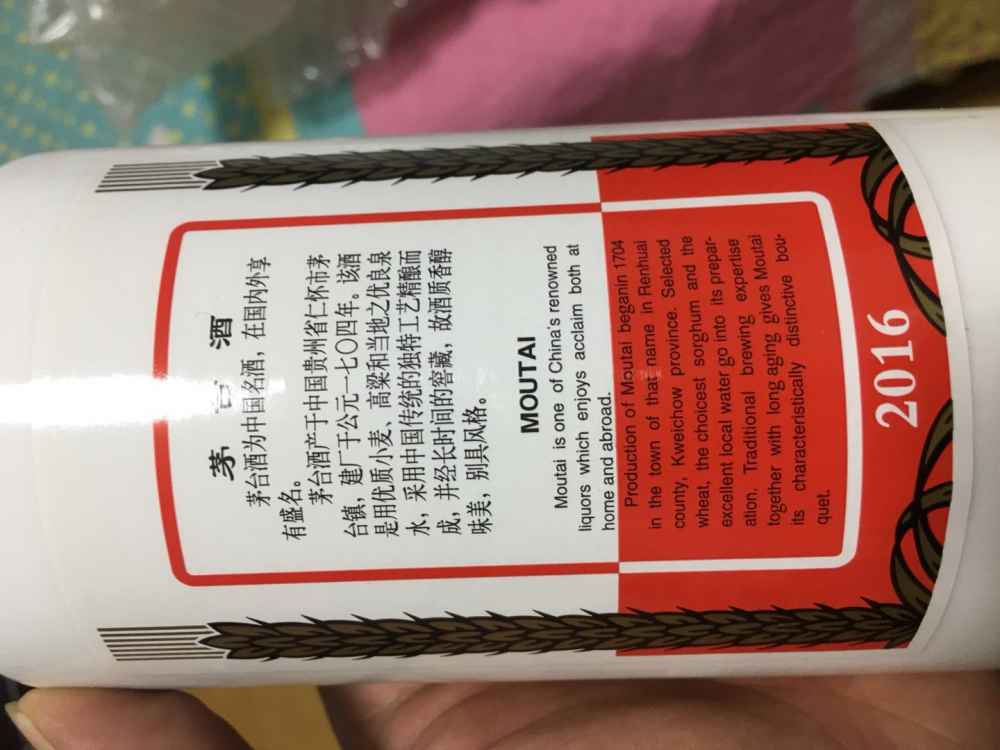 茅 台 酒
茅台酒为中国名酒，在国内外享
有盛名。
茅台酒产于中国贵州省仁怀市茅
台镇，建厂于公元一七〇四年。该酒
是用优质小麦、高粱和当地之优良泉
水，采用中国传统的独特工艺精酿而
成，并经长时间的窖藏，故酒质香醇
味美，别具风格。
MOUTAI
Moutai is one of China's renowned
liquors which enjoys acclaim both at
home and abroad.
Production of Moutai beganin 1704
in the town of that name in Renhuai
county, Kweichow province. Selected
wheat, the choicest sorghum and the
excellent local water go into its prepar-
ation. Traditional brewing expertise
together with long aging gives Moutai
its characteristically distinctive bou-
quet.
2016